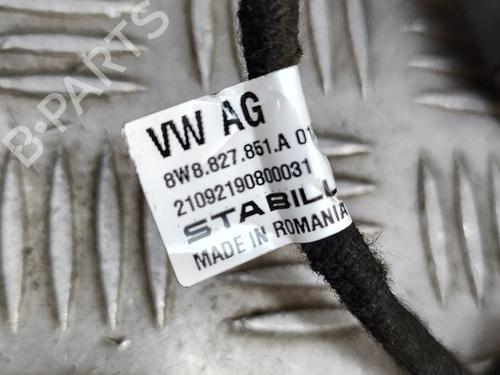 B-PARTS
VW AG
8W8.827.851.A 01
21092190800031
STABILU
MADE IN ROMANIA